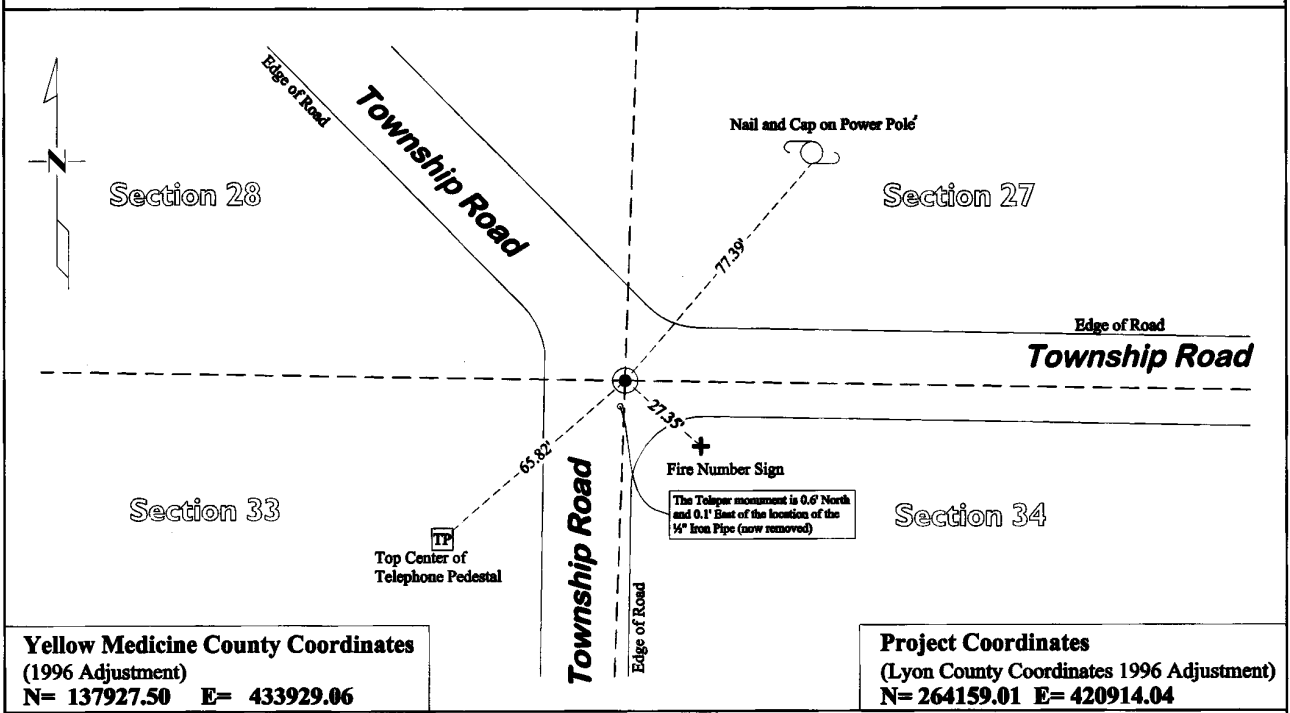 Edge of Road
Township Road
Nail and Cap on Power Pole
N
Section 28
Section 27
77.39'
Edge of Road
Township Road
27.35'
65.82'
Fire Number Sign
The Telspar monument is 0.6' North
and 0.1' East of the location of the
½" Iron Pipe (now removed)
Section 33
Section 34
TP
Top Center of
Telephone Pedestal
Township Road
Edge of Road
Yellow Medicine County Coordinates
(1996 Adjustment)
N= 137927.50 E= 433929.06
Project Coordinates
(Lyon County Coordinates 1996 Adjustment)
N= 264159.01 E= 420914.04